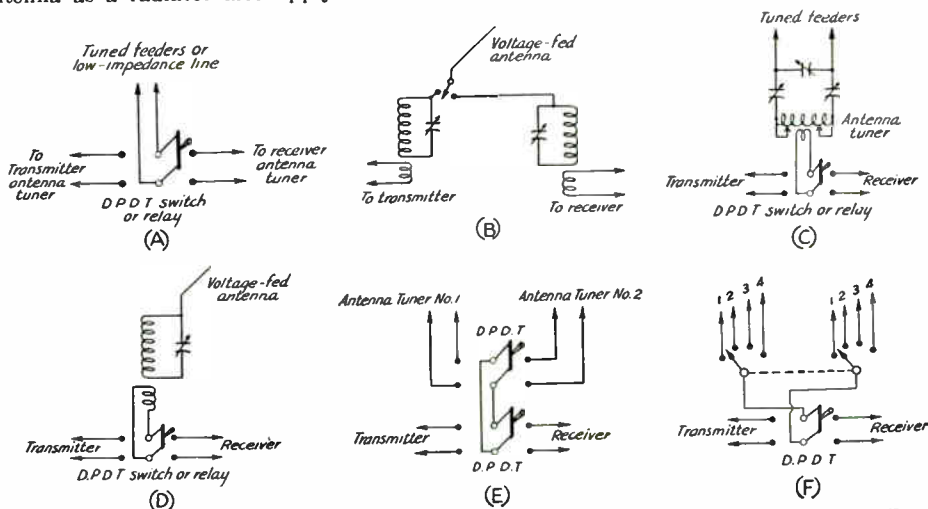 antenna as a radiator also apply
Tuned feeders or
low-impedance line
To
Transmitter
antenna
tuner
To receiver
antenna
tuner
D P D T switch
or relay
(A)
Voltage-fed
antenna
To transmitter
To receiver
(B)
Tuned feeders
Antenna
tuner
Transmitter
Receiver
D P D T switch or relay
(C)
Voltage-fed
antenna
Transmitter
Receiver
D.P D T switch or relay
(D)
Antenna Tuner No.1
Antenna Tuner No.2
D P D.T
Transmitter
Receiver
D.P. D.T
(E)
1 2 3 4
1 2 3 4
Transmitter
Receiver
D.P D T
(F)